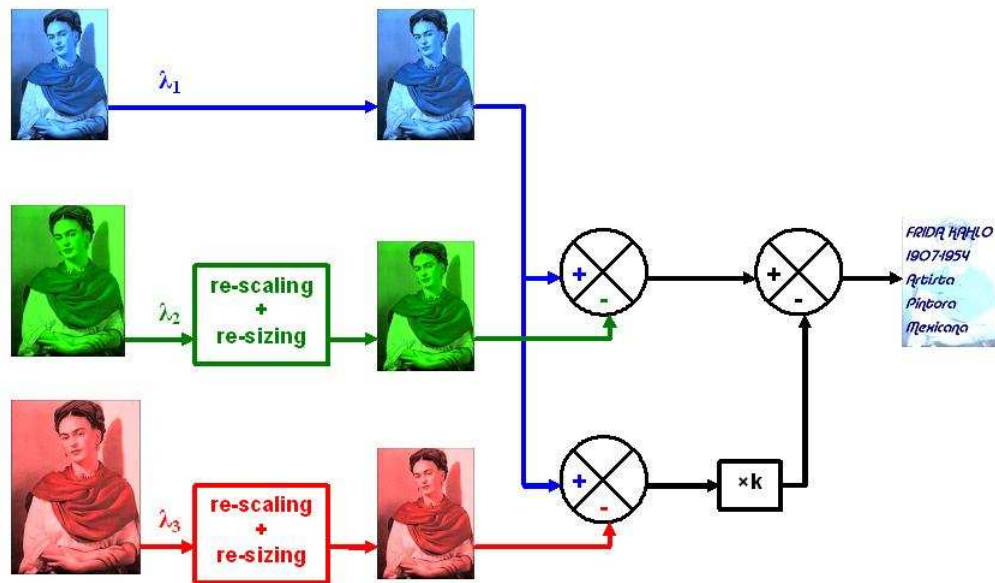 λ1
λ2
re-scaling
+
re-sizing
+
-
+
-
FRIDA KAHLO
1907-1954
Artista
Pintora
Mexicana
λ3
re-scaling
+
re-sizing
+
-
×k